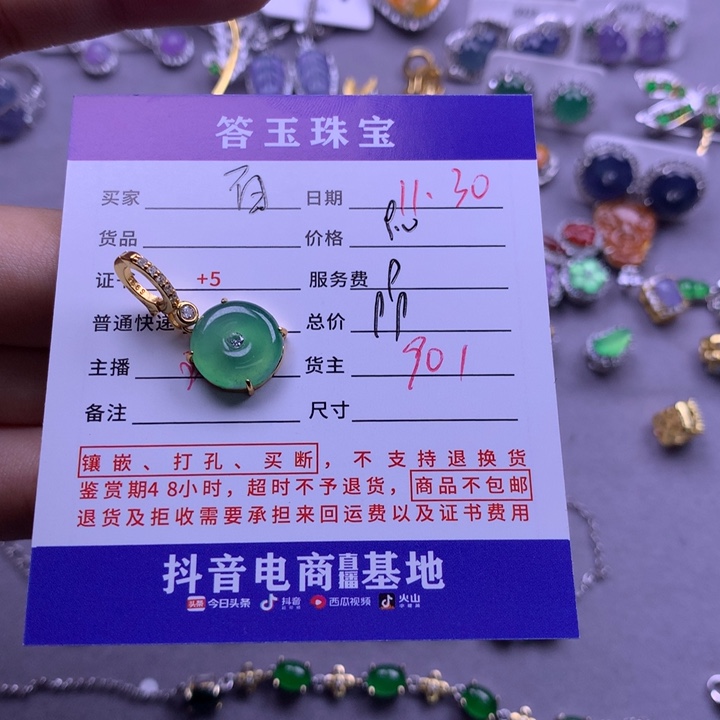 答玉珠宝
买家 日期 11.30
货品 价格
证 +5 服务费
普通快递 总价
主播 货主 901
备注 尺寸
镶嵌、打孔、买断，不支持退换货
鉴赏期48小时，超时不予退货，商品不包邮
退货及拒收需要承担来回运费以及证书费用
抖音电商直播基地
头条 今日头条 抖音 西瓜视频 火山